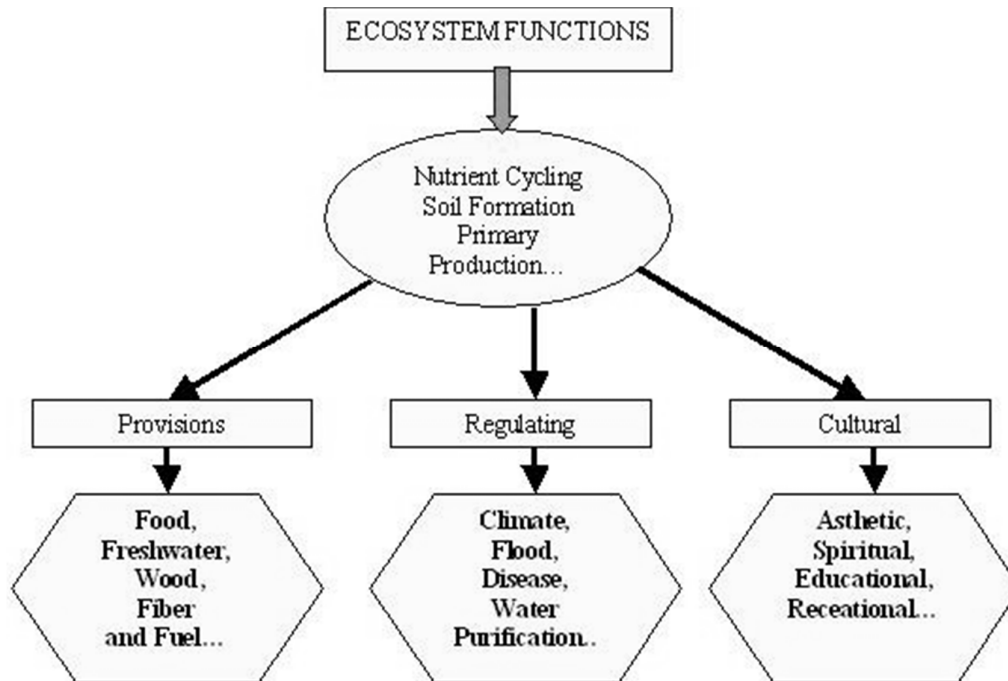 ECOSYSTEM FUNCTIONS
Nutrient Cycling
Soil Formation
Primary
Production...
Provisions
Regulating
Cultural
Food,
Freshwater,
Wood,
Fiber
and Fuel...
Climate,
Flood,
Disease,
Water
Purification..
Asthetic,
Spiritual,
Educational,
Receational...